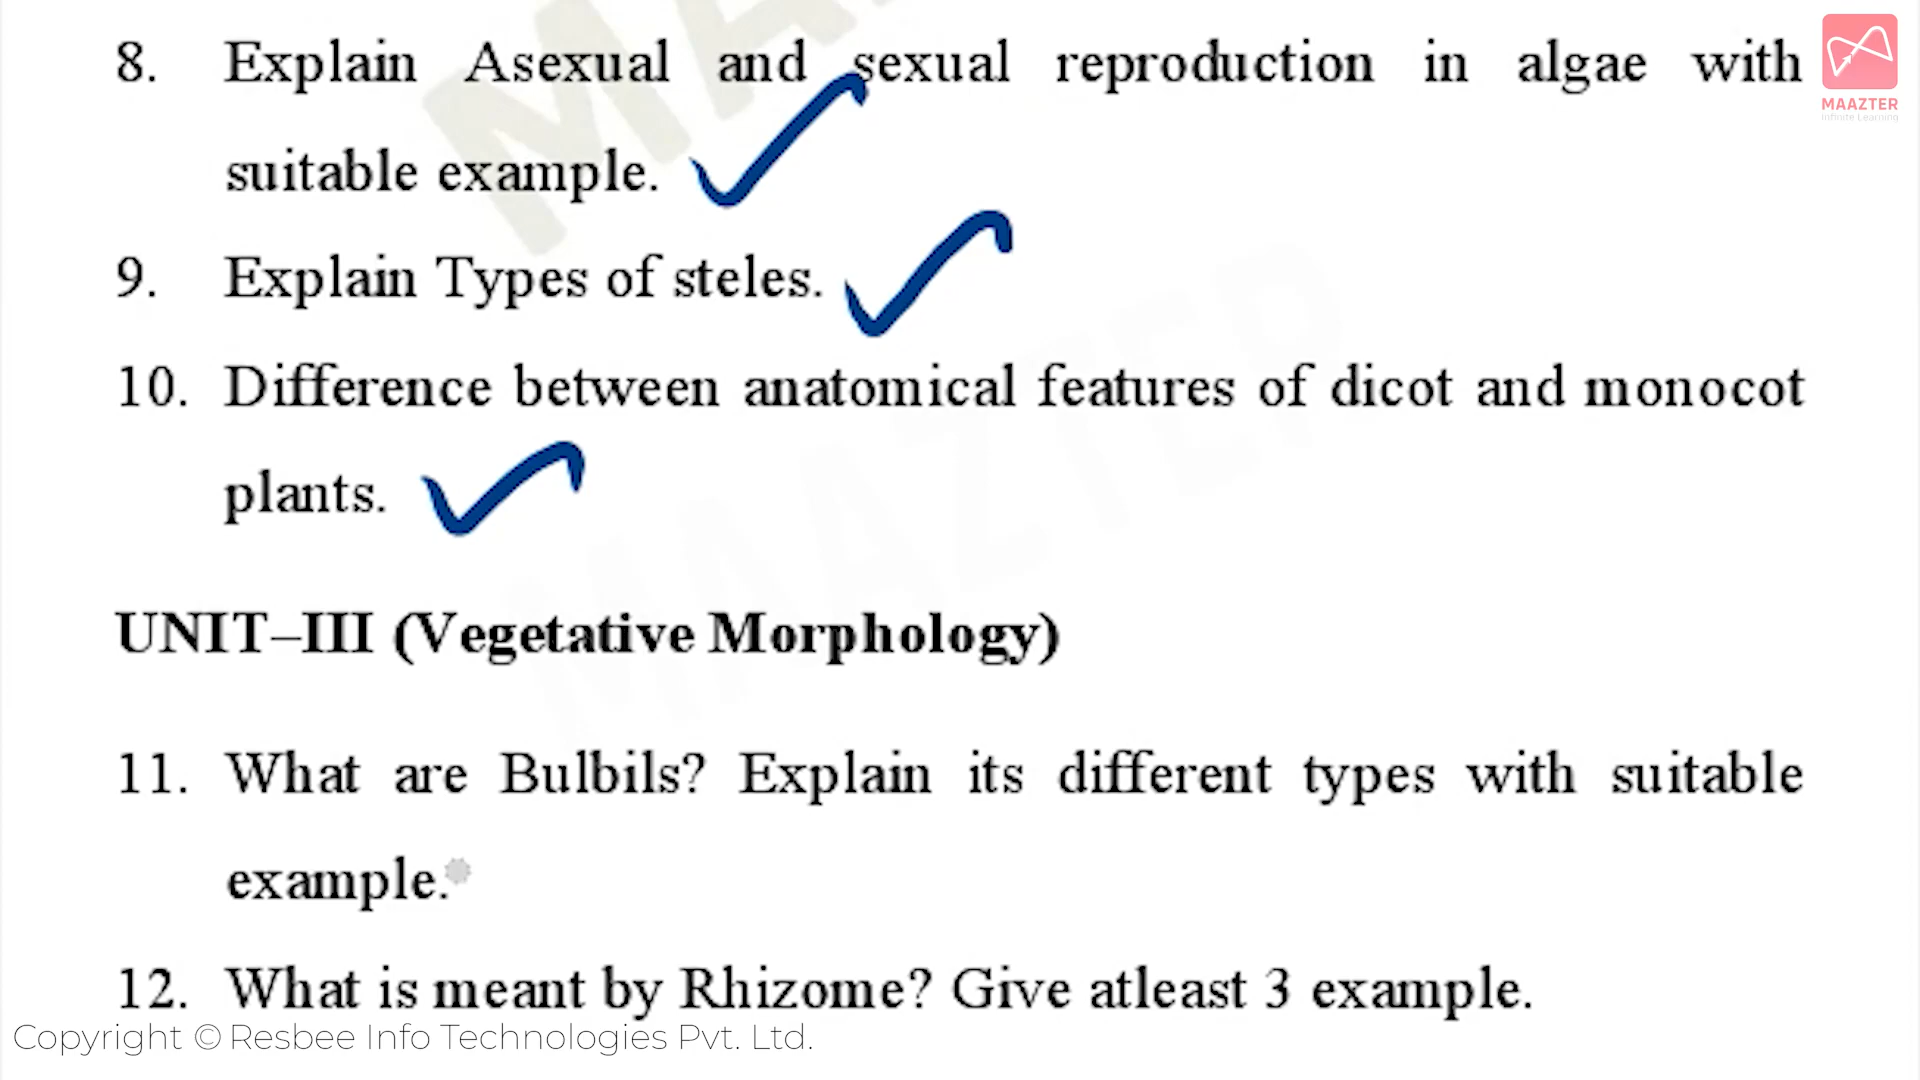 8. Explain Asexual and sexual reproduction in algae with
suitable example.
9. Explain Types of steles.
10. Difference between anatomical features of dicot and monocot
plants.
UNIT–III (Vegetative Morphology)
11. What are Bulbils? Explain its different types with suitable
example.
12. What is meant by Rhizome? Give atleast 3 example.
MAAZTER
Infinite Learning
MAAZTER
Copyright © Resbee Info Technologies Pvt. Ltd.